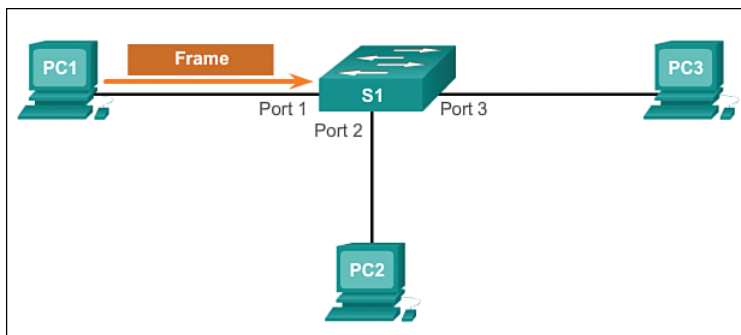 Frame
PC1
PC3
S1
Port 1
Port 3
Port 2
PC2